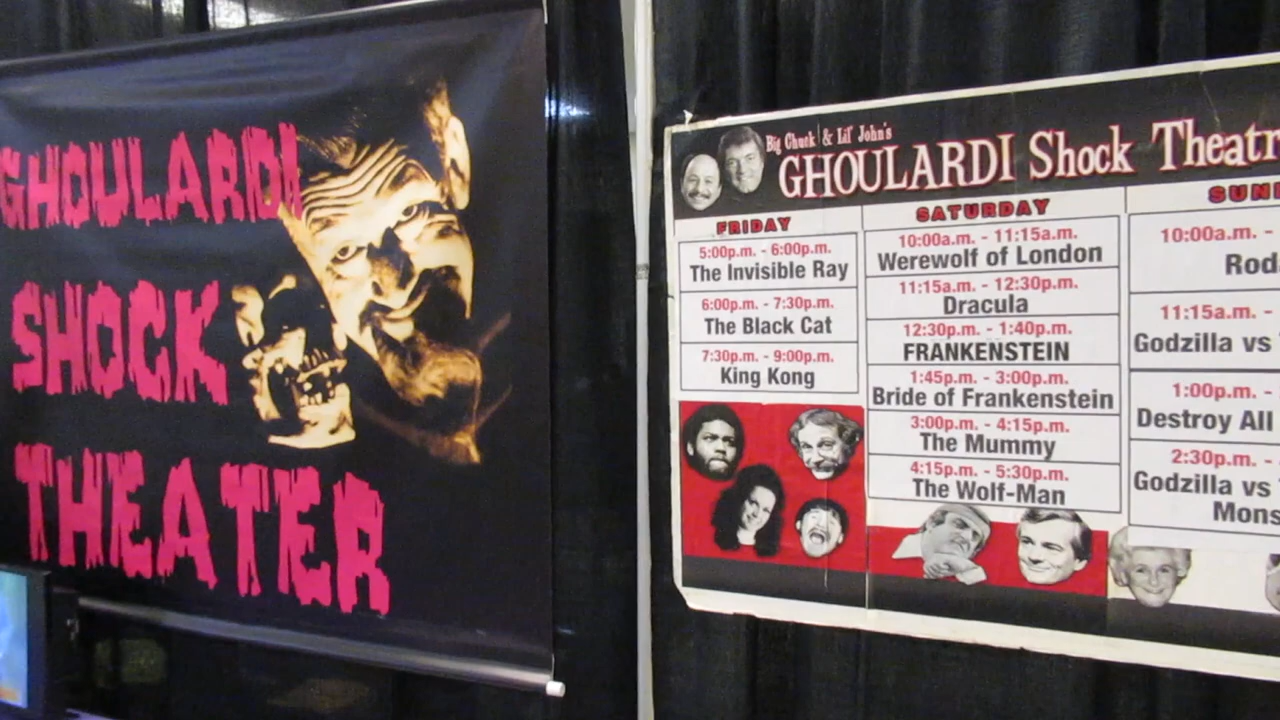 GHOULARDI
SHOCK
THEATER
Big Chuck & Lil' John's
GHOULARDI Shock Theatr
FRIDAY
5:00p.m. - 6:00p.m.
The Invisible Ray
6:00p.m. - 7:30p.m.
The Black Cat
7:30p.m. - 9:00p.m.
King Kong
SATURDAY
10:00a.m. - 11:15a.m.
Werewolf of London
11:15a.m. - 12:30p.m.
Dracula
12:30p.m. - 1:40p.m.
FRANKENSTEIN
1:45p.m. - 3:00p.m.
Bride of Frankenstein
3:00p.m. - 4:15p.m.
The Mummy
4:15p.m. - 5:30p.m.
The Wolf-Man
SUN
10:00a.m. -
Rod
11:15a.m. -
Godzilla vs
1:00p.m. -
Destroy All
2:30p.m. -
Godzilla vs
Mons